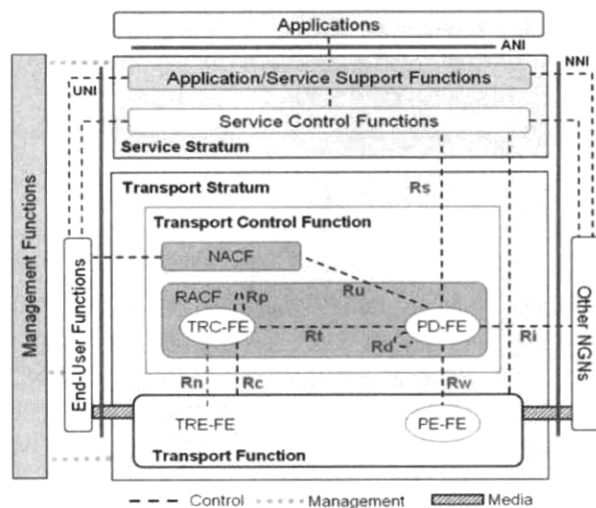 Applications
ANI
NNI
UNI
Application/Service Support Functions
Service Control Functions
Service Stratum
Transport Stratum
Rs
Transport Control Function
NACF
Ru
RACF
Rp
TRC-FE
Rt
PD-FE
Rd
Ri
Rn
Rc
Rw
TRE-FE
PE-FE
Transport Function
Management Functions
End-User Functions
Other NGNs
Control
Management
Media